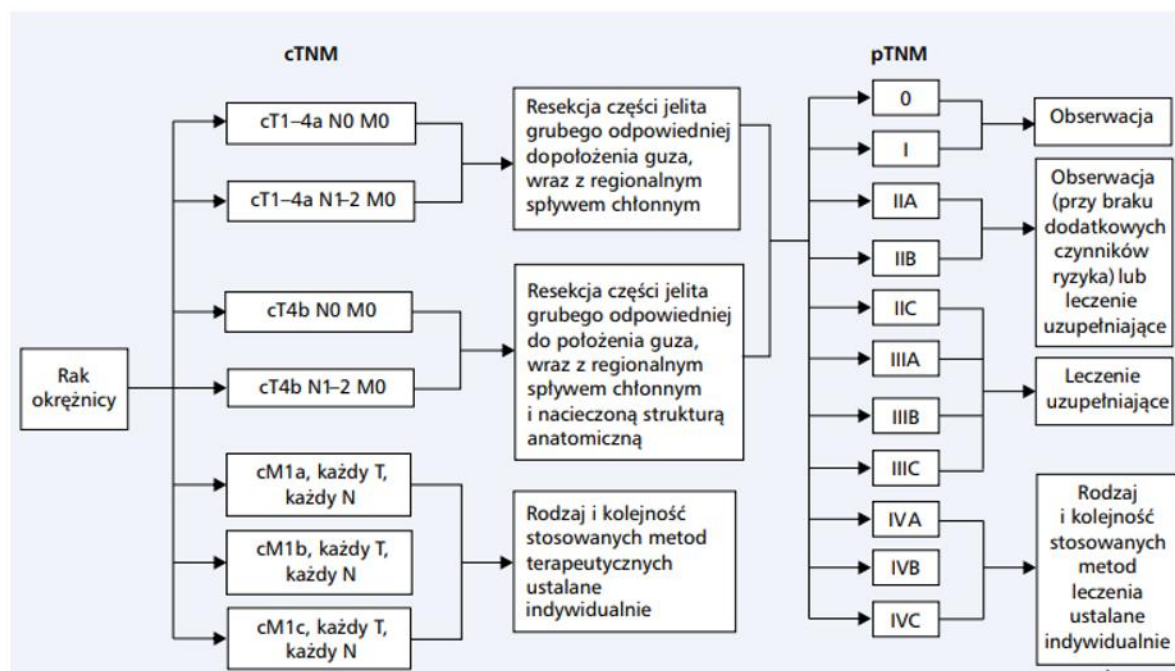 cTNM
pTNM
Rak
okrężnicy
cT1–4a N0 M0
cT1–4a N1–2 M0
cT4b N0 M0
cT4b N1–2 M0
cM1a, każdy T,
każdy N
cM1b, każdy T,
każdy N
cM1c, każdy T,
każdy N
Resekcja części jelita
grubego odpowiedniej
dopołożenia guza,
wraz z regionalnym
spływem chłonnym
Resekcja części jelita
grubego odpowiedniej
do położenia guza,
wraz z regionalnym
spływem chłonnym
i nacieczoną strukturą
anatomiczną
Rodzaj i kolejność
stosowanych metod
terapeutycznych
ustalane
indywidualnie
0
I
IIA
IIB
IIC
IIIA
IIIB
IIIC
IVA
IVB
IVC
Obserwacja
Obserwacja
(przy braku
dodatkowych
czynników
ryzyka) lub
leczenie
uzupełniające
Leczenie
uzupełniające
Rodzaj
i kolejność
stosowanych
metod
leczenia
ustalane
indywidualnie